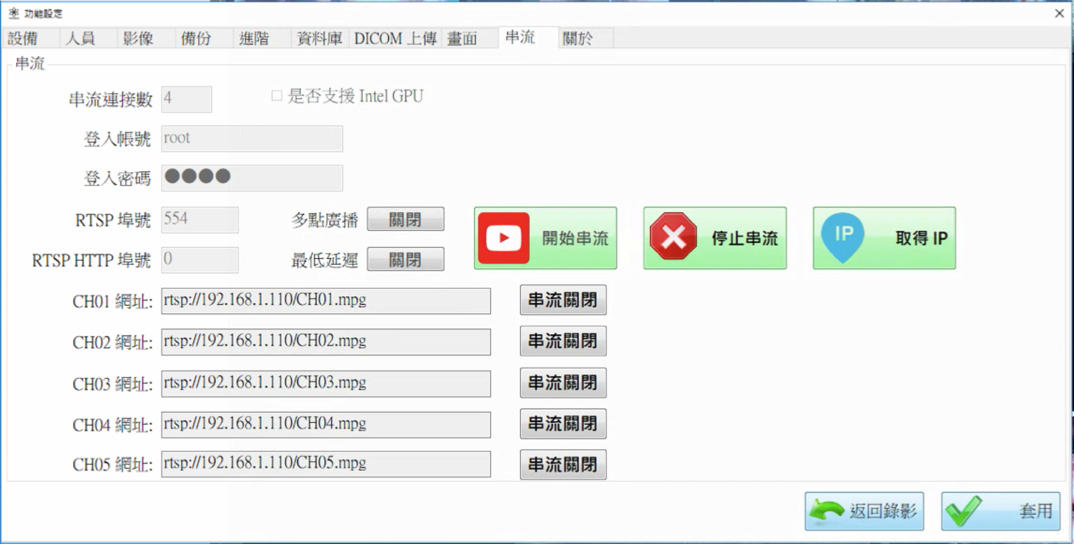 功能設定
設備 人員 影像 備份 進階 資料庫 DICOM 上傳 畫面 串流 關於
串流
串流連接數 4 是否支援 Intel GPU
登入帳號 root
登入密碼 ●●●●
RTSP 埠號 554 多點廣播 關閉 開始串流 停止串流 IP 取得 IP
RTSP HTTP 埠號 0 最低延遲 關閉
CH01 網址: rtsp://192.168.1.110/CH01.mpg 串流關閉
CH02 網址: rtsp://192.168.1.110/CH02.mpg 串流關閉
CH03 網址: rtsp://192.168.1.110/CH03.mpg 串流關閉
CH04 網址: rtsp://192.168.1.110/CH04.mpg 串流關閉
CH05 網址: rtsp://192.168.1.110/CH05.mpg 串流關閉
返回錄影 套用